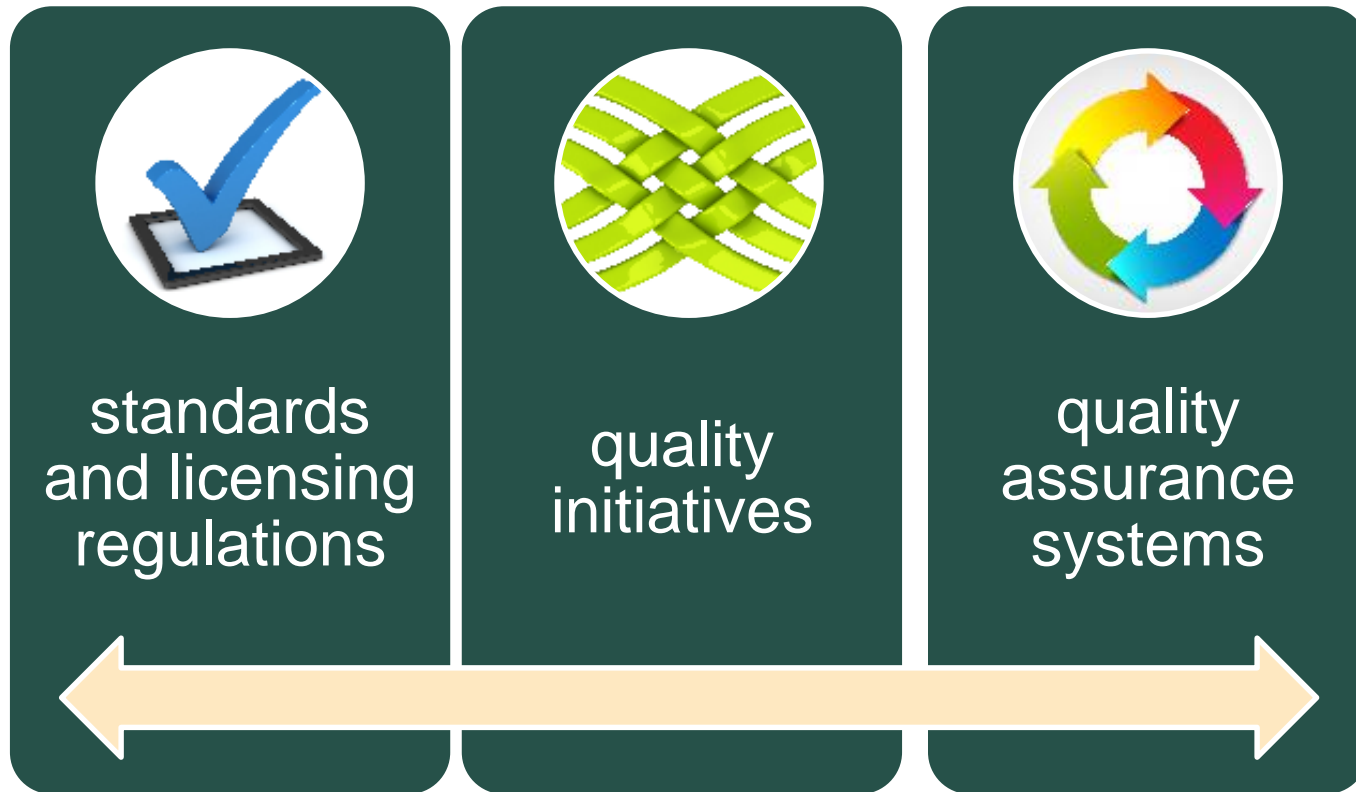 standards
and licensing
regulations
quality
initiatives
quality
assurance
systems